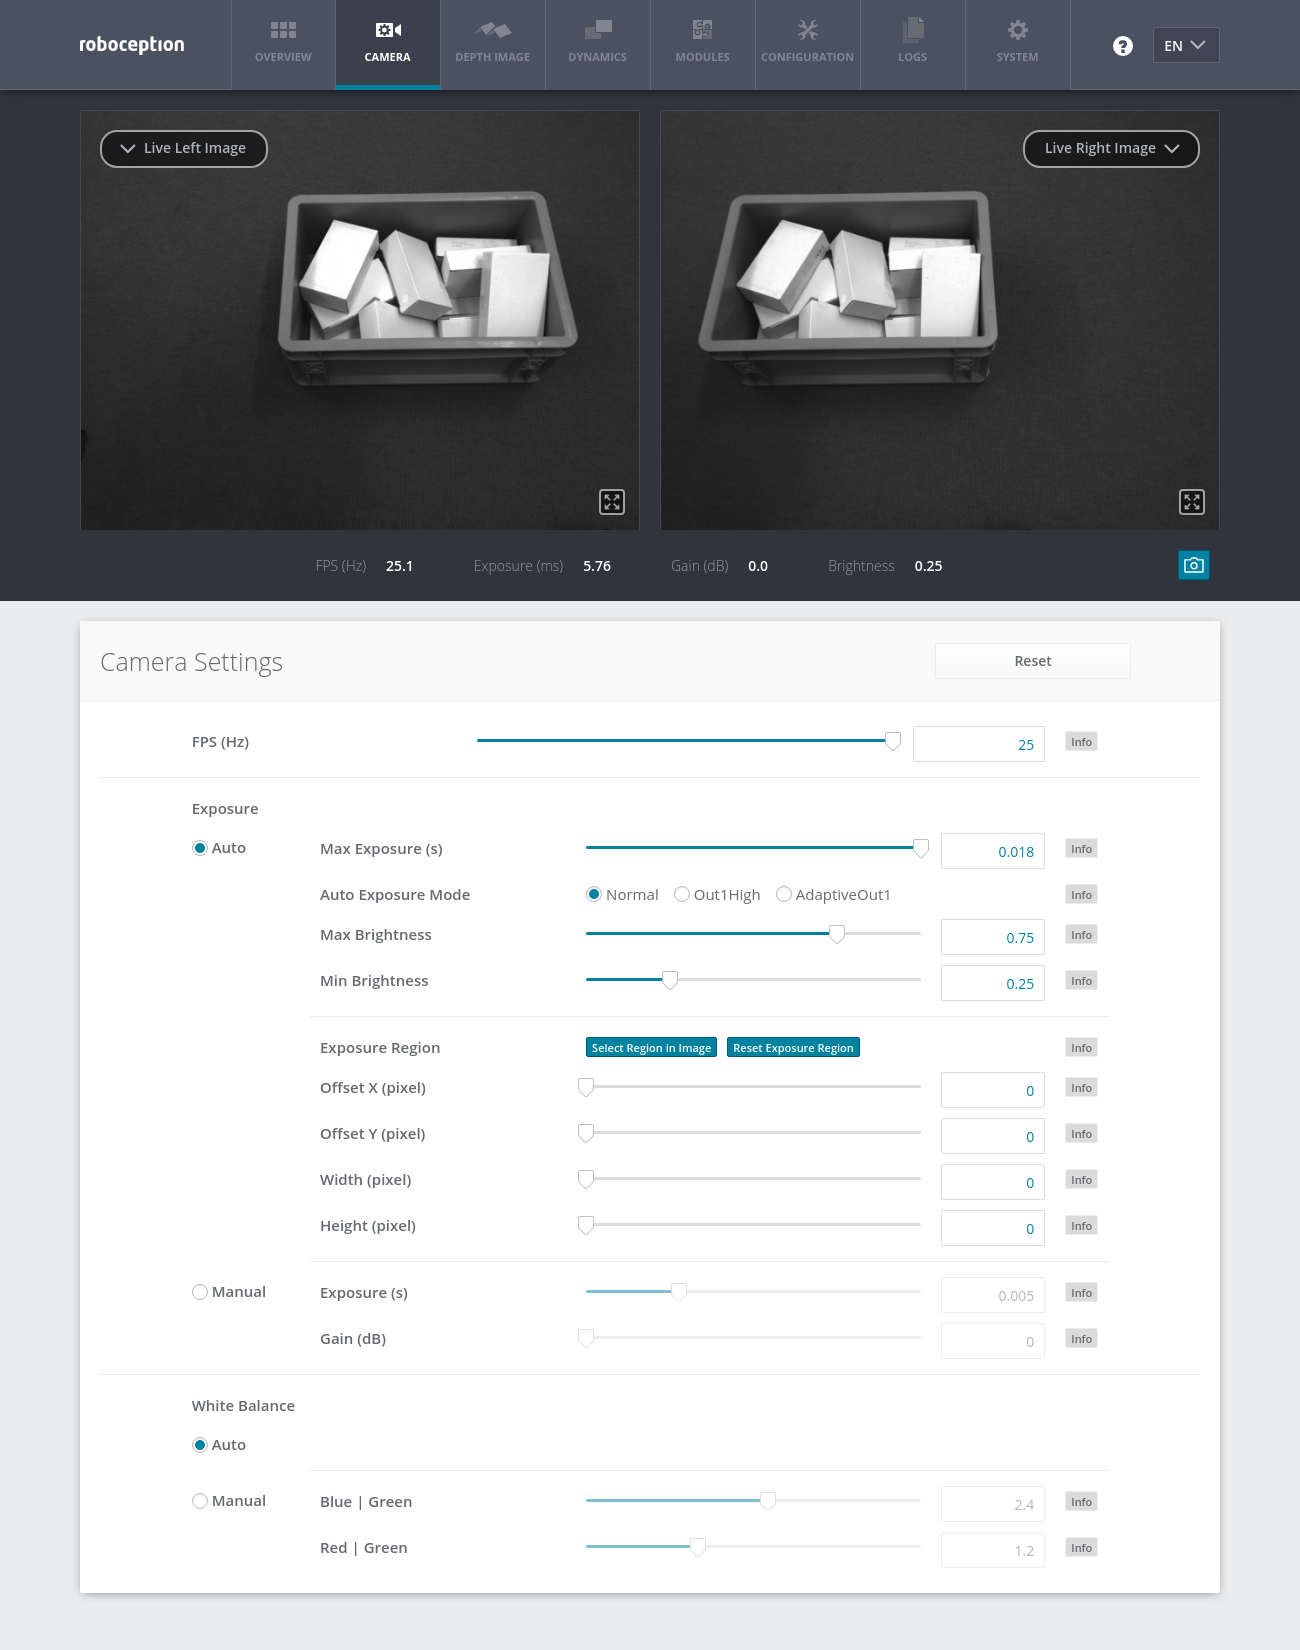 roboception
OVERVIEW
CAMERA
DEPTH IMAGE
DYNAMICS
MODULES
CONFIGURATION
LOGS
SYSTEM
?
EN
Live Left Image
Live Right Image
FPS (Hz) 25.1 Exposure (ms) 5.76 Gain (dB) 0.0 Brightness 0.25
Camera Settings
Reset
FPS (Hz) 25 Info
Exposure
Auto Max Exposure (s) 0.018 Info
Auto Exposure Mode Normal Out1High AdaptiveOut1 Info
Max Brightness 0.75 Info
Min Brightness 0.25 Info
Exposure Region Select Region in Image Reset Exposure Region Info
Offset X (pixel) 0 Info
Offset Y (pixel) 0 Info
Width (pixel) 0 Info
Height (pixel) 0 Info
Manual Exposure (s) 0.005 Info
Gain (dB) 0 Info
White Balance
Auto
Manual Blue | Green 2.4 Info
Red | Green 1.2 Info